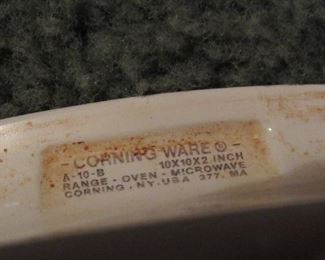 - CORNING WARE® -
A-10-B 10X10X2 INCH
RANGE - OVEN - MICROWAVE
CORNING, NY. USA 377. MA